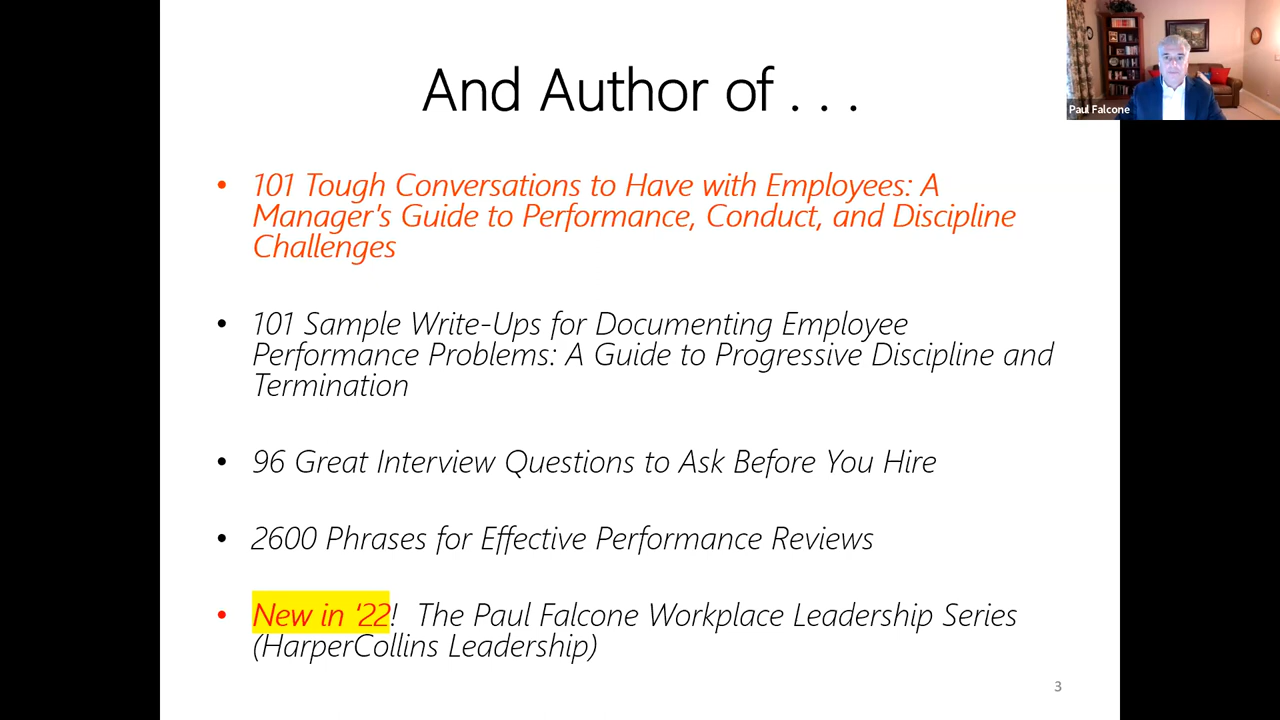 And Author of . . .
Paul Falcone
• 101 Tough Conversations to Have with Employees: A
Manager's Guide to Performance, Conduct, and Discipline
Challenges
• 101 Sample Write-Ups for Documenting Employee
Performance Problems: A Guide to Progressive Discipline and
Termination
• 96 Great Interview Questions to Ask Before You Hire
• 2600 Phrases for Effective Performance Reviews
• New in '22! The Paul Falcone Workplace Leadership Series
(HarperCollins Leadership)
3